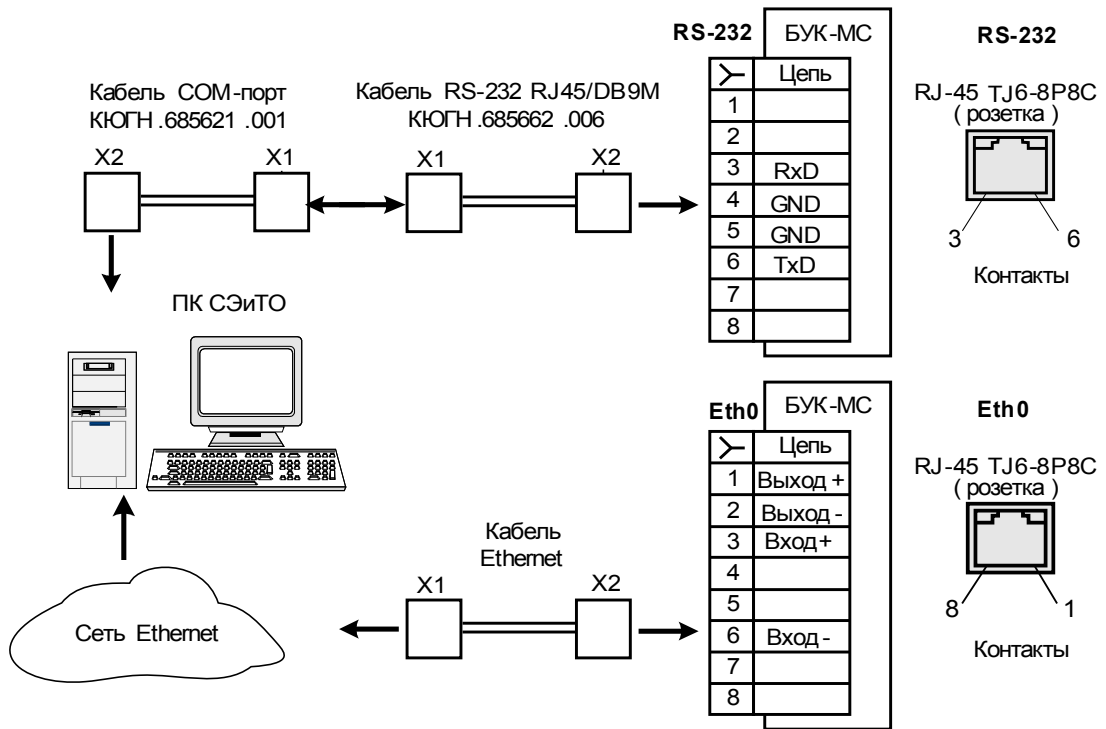 RS-232
БУК-МС
RS-232
Цепь
1
2
3 RxD
4 GND
5 GND
6 TxD
7
8
RJ-45 TJ6-8P8C
( розетка )
3 6
Контакты
Кабель COM-порт
КЮГН.685621 .001
X2 X1
Кабель RS-232 RJ45/DB9M
КЮГН.685662 .006
X1 X2
ПК СЭиТО
Сеть Ethernet
Кабель
Ethernet
X1 X2
Eth0
БУК-МС
Eth0
Цепь
1 Выход +
2 Выход -
3 Вход+
4
5
6 Вход -
7
8
RJ-45 TJ6-8P8C
( розетка )
8 1
Контакты